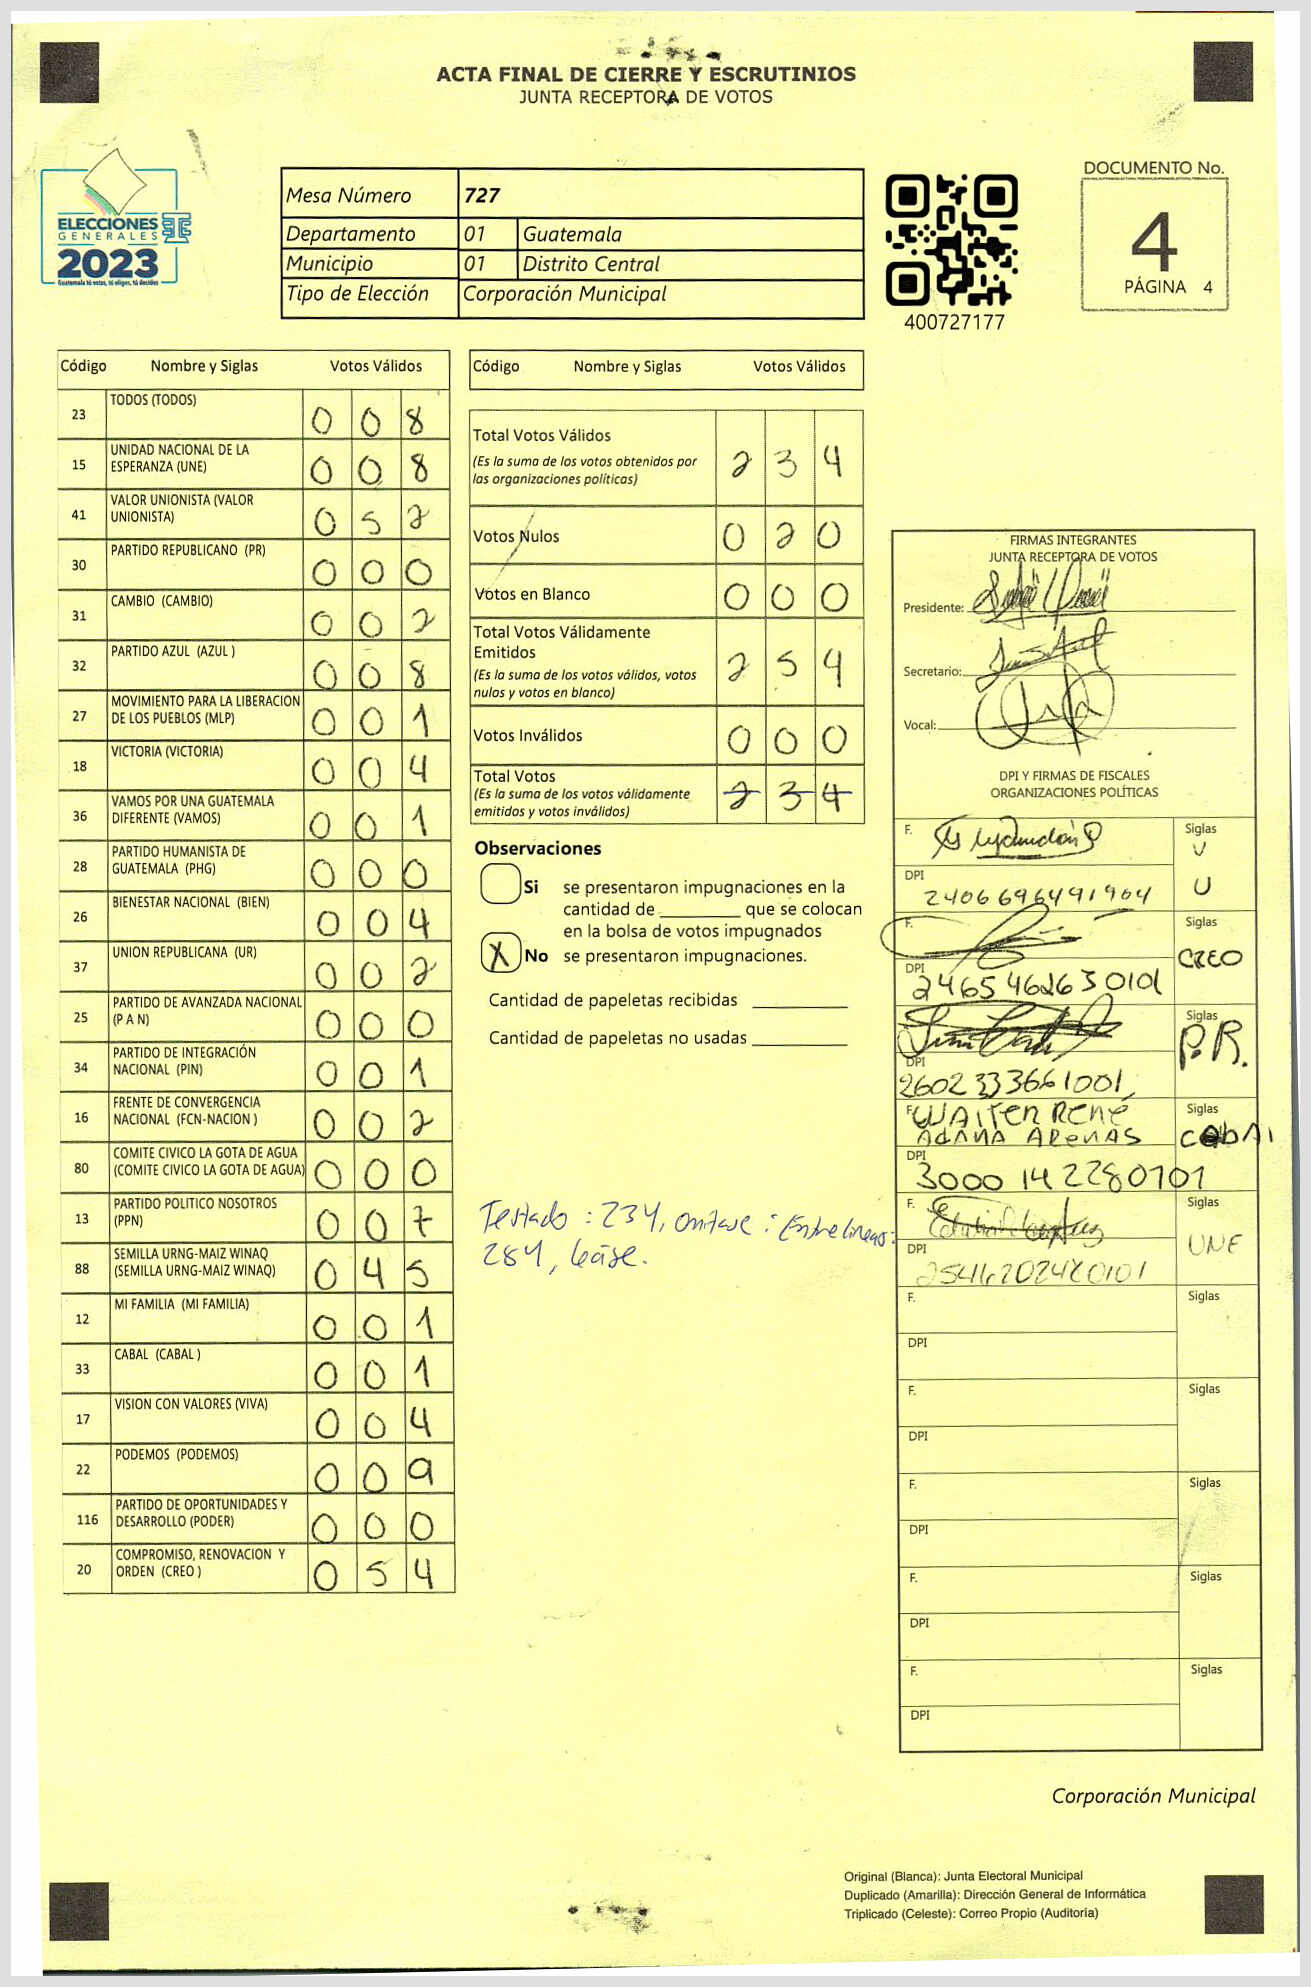 ACTA FINAL DE CIERRE Y ESCRUTINIOS
JUNTA RECEPTORA DE VOTOS
ELECCIONES
GENERALES
2023
Guatemala tú votas, tú eliges, tú decides
Mesa Número 727
Departamento 01 Guatemala
Municipio 01 Distrito Central
Tipo de Elección Corporación Municipal
400727177
DOCUMENTO No.
4
PÁGINA 4
Código Nombre y Siglas Votos Válidos
23 TODOS (TODOS) 0 0 8
15 UNIDAD NACIONAL DE LA
ESPERANZA (UNE) 0 0 8
41 VALOR UNIONISTA (VALOR
UNIONISTA) 0 5 2
30 PARTIDO REPUBLICANO (PR) 0 0 0
31 CAMBIO (CAMBIO) 0 0 2
32 PARTIDO AZUL (AZUL ) 0 0 8
27 MOVIMIENTO PARA LA LIBERACION
DE LOS PUEBLOS (MLP) 0 0 1
18 VICTORIA (VICTORIA) 0 0 4
36 VAMOS POR UNA GUATEMALA
DIFERENTE (VAMOS) 0 0 1
28 PARTIDO HUMANISTA DE
GUATEMALA (PHG) 0 0 0
26 BIENESTAR NACIONAL (BIEN) 0 0 4
37 UNION REPUBLICANA (UR) 0 0 2
25 PARTIDO DE AVANZADA NACIONAL
(P A N) 0 0 0
34 PARTIDO DE INTEGRACIÓN
NACIONAL (PIN) 0 0 1
16 FRENTE DE CONVERGENCIA
NACIONAL (FCN-NACION ) 0 0 2
80 COMITE CIVICO LA GOTA DE AGUA
(COMITE CIVICO LA GOTA DE AGUA) 0 0 0
13 PARTIDO POLITICO NOSOTROS
(PPN) 0 0 7
88 SEMILLA URNG-MAIZ WINAQ
(SEMILLA URNG-MAIZ WINAQ) 0 4 5
12 MI FAMILIA (MI FAMILIA) 0 0 1
33 CABAL (CABAL ) 0 0 1
17 VISION CON VALORES (VIVA) 0 0 4
22 PODEMOS (PODEMOS) 0 0 9
116 PARTIDO DE OPORTUNIDADES Y
DESARROLLO (PODER) 0 0 0
20 COMPROMISO, RENOVACION Y
ORDEN (CREO ) 0 5 4
Código Nombre y Siglas Votos Válidos
Total Votos Válidos
(Es la suma de los votos obtenidos por
las organizaciones políticas) 2 3 4
Votos Nulos 0 2 0
Votos en Blanco 0 0 0
Total Votos Válidamente
Emitidos
(Es la suma de los votos válidos, votos
nulos y votos en blanco) 2 5 4
Votos Inválidos 0 0 0
Total Votos
(Es la suma de los votos válidamente
emitidos y votos inválidos) 2 3 4
Observaciones
Si se presentaron impugnaciones en la
cantidad de ________ que se colocan
en la bolsa de votos impugnados
X No se presentaron impugnaciones.
Cantidad de papeletas recibidas
Cantidad de papeletas no usadas
Testado : 234, omitase : Entrelineas:
254, léase.
FIRMAS INTEGRANTES
JUNTA RECEPTORA DE VOTOS
Presidente:
Secretario:
Vocal:
DPI Y FIRMAS DE FISCALES
ORGANIZACIONES POLÍTICAS
F. Siglas
V
U
DPI
2406696491904
F. Siglas
CREO
DPI
2465462630101
Siglas
P.R.
DPI
2602333661001
F. WALTER RENÉ Siglas
ARENAS CABAL
DPI
3000142280101
F. Siglas
UNE
DPI
2541620242 0101
F. Siglas
DPI
F. Siglas
DPI
F. Siglas
DPI
F. Siglas
DPI
F. Siglas
DPI
Corporación Municipal
Original (Blanca): Junta Electoral Municipal
Duplicado (Amarilla): Dirección General de Informática
Triplicado (Celeste): Correo Propio (Auditoría)